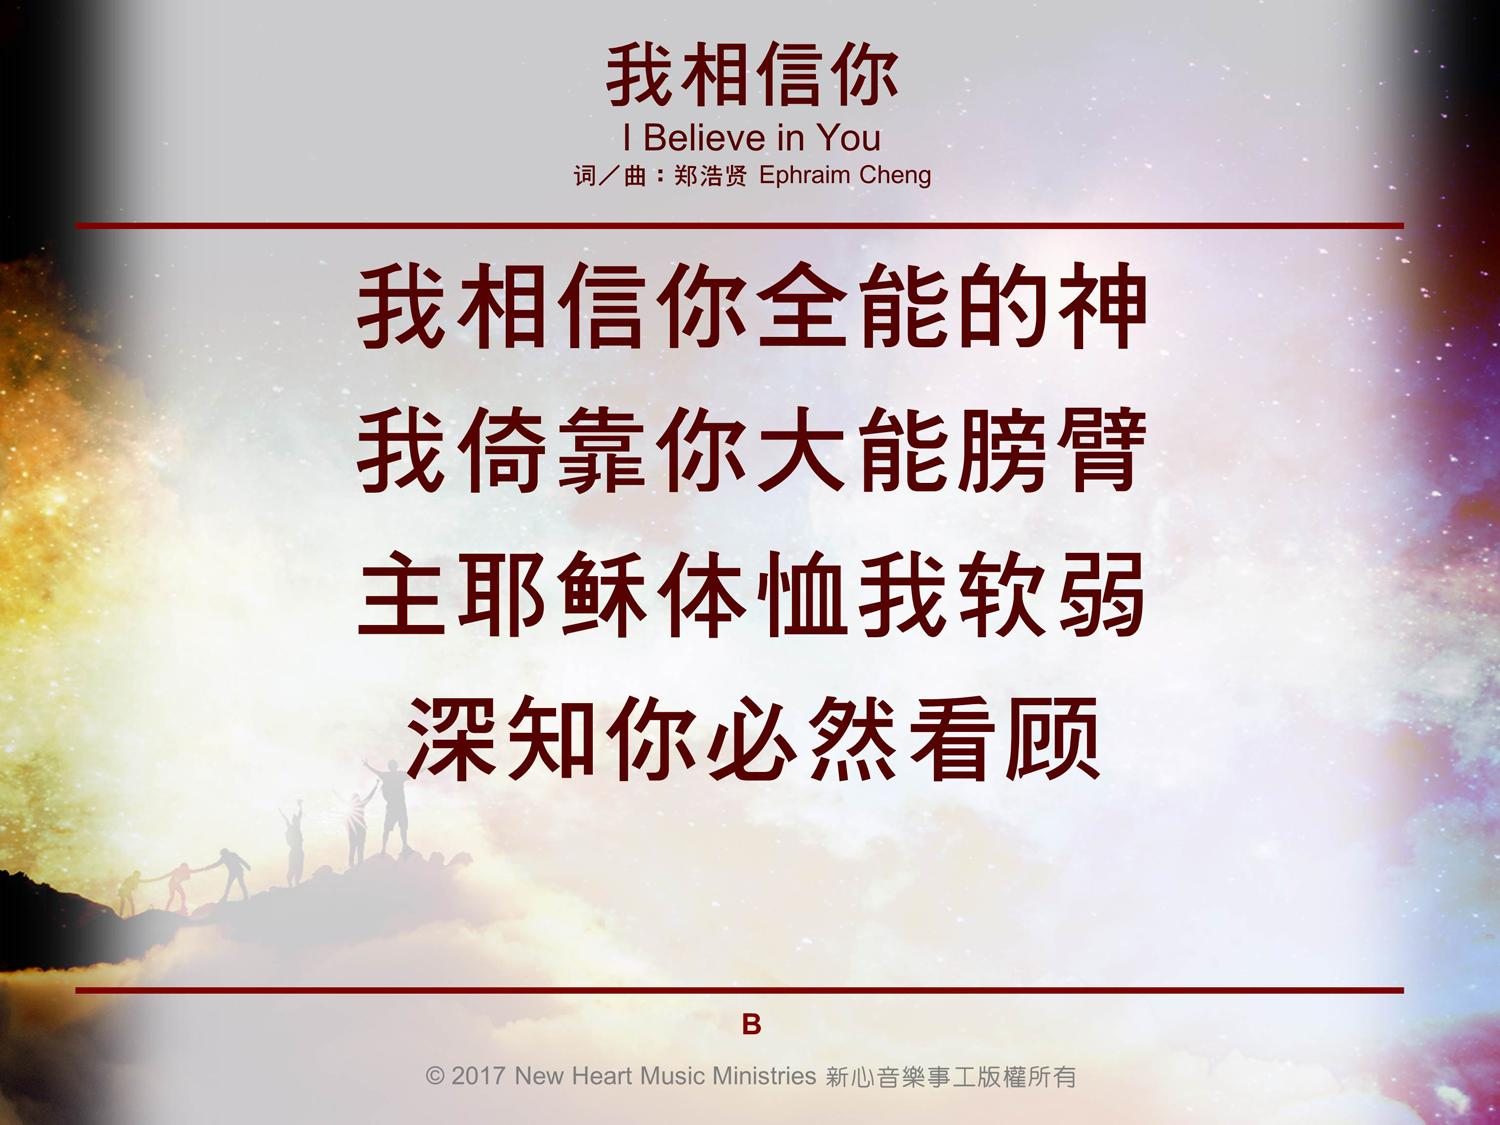 我相信你
I Believe in You
词／曲：郑浩贤 Ephraim Cheng
我相信你全能的神
我倚靠你大能膀臂
主耶稣体恤我软弱
深知你必然看顾
B
© 2017 New Heart Music Ministries 新心音樂事工版權所有